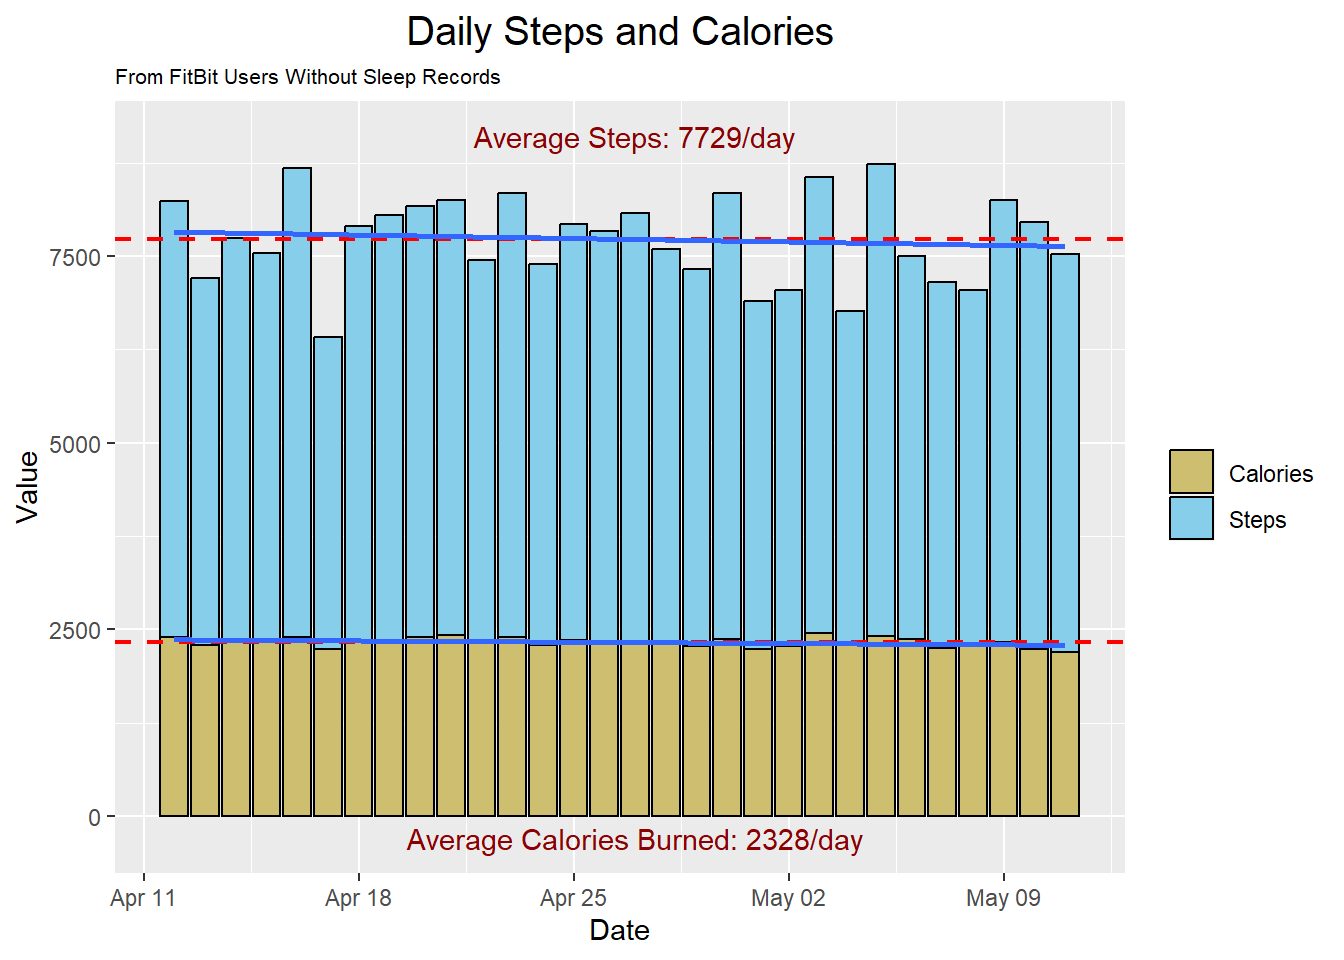 Daily Steps and Calories
From FitBit Users Without Sleep Records
Average Steps: 7729/day
7500
5000
2500
0
Value
Average Calories Burned: 2328/day
Apr 11 Apr 18 Apr 25 May 02 May 09
Date
Calories
Steps